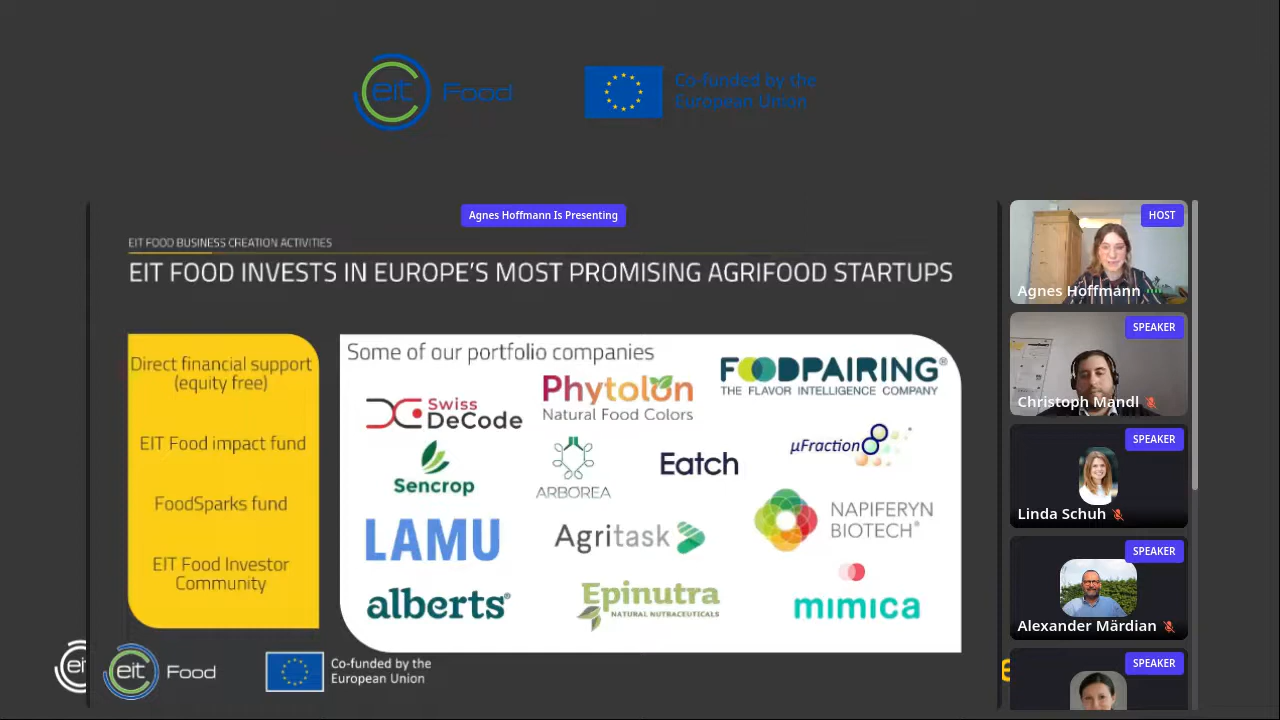 eit Food
Co-funded by the
European Union
Agnes Hoffmann Is Presenting
EIT FOOD BUSINESS CREATION ACTIVITIES
EIT FOOD INVESTS IN EUROPE'S MOST PROMISING AGRIFOOD STARTUPS
Direct financial support
(equity free)
EIT Food impact fund
FoodSparks fund
EIT Food Investor
Community
Some of our portfolio companies
FOODPAIRING®
THE FLAVOR INTELLIGENCE COMPANY
Phytolon
Natural Food Colors
Swiss
DeCode
µFraction8
Sencrop
ARBOREA
Eatch
NAPIFERYN
BIOTECH®
LAMU
Agritask
alberts®
Epinutra
NATURAL NUTRACEUTICALS
mimica
eit
eit Food
Co-funded by the
European Union
HOST
Agnes Hoffmann
SPEAKER
Christoph Mandl
SPEAKER
Linda Schuh
SPEAKER
Alexander Märdian
SPEAKER